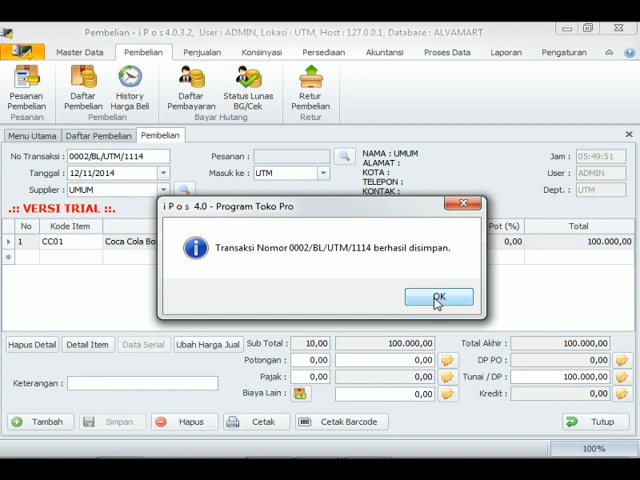 Pembelian - i P o s v 4.0.3.2, User : ADMIN, Lokasi : UTM, Host : 127.0.0.1, Database : ALVAMART
Master Data Pembelian Penjualan Konsinyasi Persediaan Akuntansi Proses Data Laporan Pengaturan
Pesanan Pembelian
Daftar Pembelian
History Harga Beli
Daftar Pembayaran
Status Lunas BG/Cek
Retur Pembelian
Pesanan Pembelian Bayar Hutang Retur
Menu Utama Daftar Pembelian Pembelian
No Transaksi : 0002/BL/UTM/1114 Pesanan : NAMA : UMUM Jam : 05:49:51
ALAMAT :
Tanggal : 12/11/2014 Masuk ke : UTM KOTA : User : ADMIN
TELEPON :
Supplier : UMUM KONTAK : Dept. : UTM
.:: VERSI TRIAL ::.
No Kode Item Pot (%) Total
1 CC01 Coca Cola Bo 0,00 100.000,00
i P o s 4.0 - Program Toko Pro
Transaksi Nomor 0002/BL/UTM/1114 berhasil disimpan.
OK
Hapus Detail Detail Item Data Serial Ubah Harga Jual Sub Total : 10,00 100.000,00 Total Akhir : 100.000,00
Potongan : 0,00 0,00 DP PO : 0,00
Pajak : 0,00 0,00 Tunai / DP : 100.000,00
Keterangan : Biaya Lain : 0,00 Kredit : 0,00
Tambah Simpan Hapus Cetak Cetak Barcode Tutup
100%